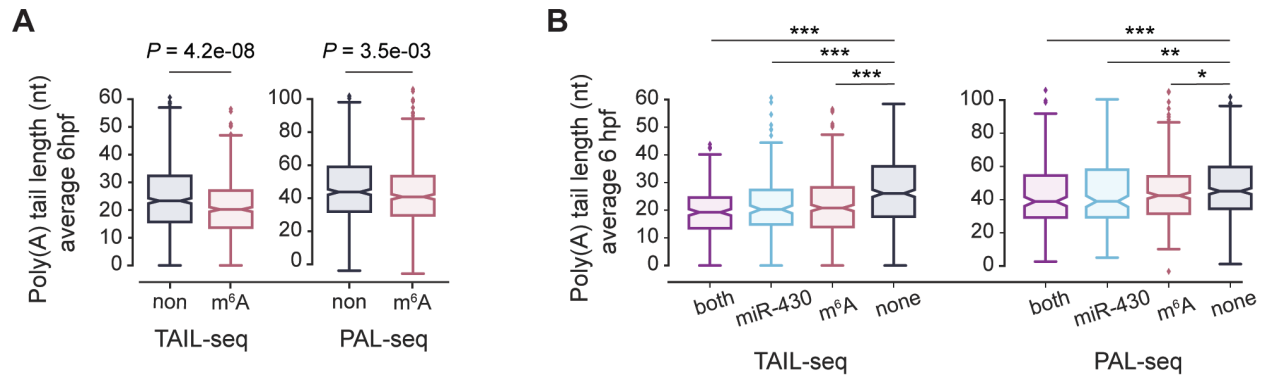 A
P = 4.2e-08
P = 3.5e-03
Poly(A) tail length (nt)
average 6hpf
60
50
40
30
20
10
0
100
80
60
40
20
0
non
m⁶A
non
m⁶A
TAIL-seq
PAL-seq
B
***
***
***
***
**
*
Poly(A) tail length (nt)
average 6 hpf
60
50
40
30
20
10
0
100
80
60
40
20
0
both
miR-430
m⁶A
none
both
miR-430
m⁶A
none
TAIL-seq
PAL-seq